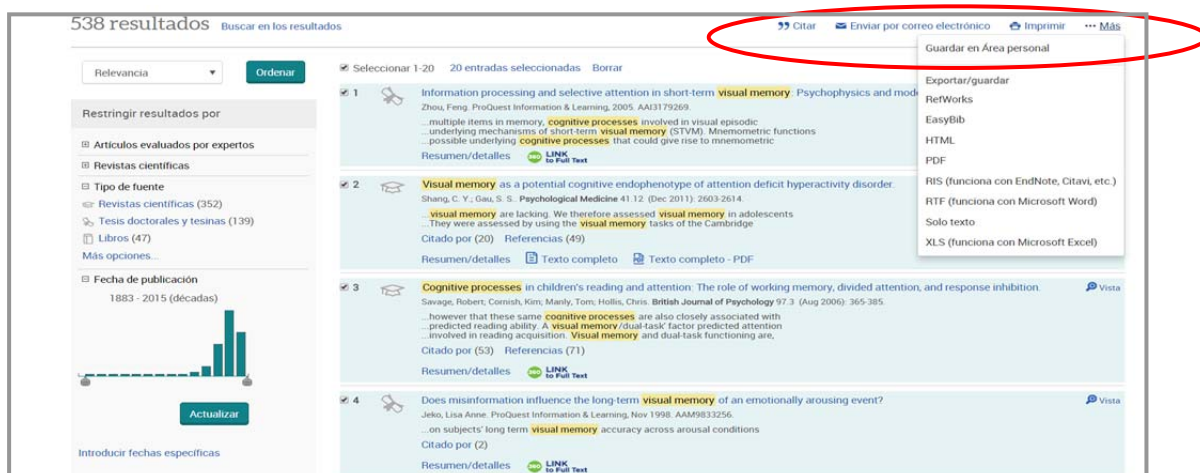 538 resultados Buscar en los resultados
Citar Enviar por correo electrónico Imprimir ... Más
Guardar en Área personal
Exportar/guardar
RefWorks
EasyBib
HTML
PDF
RIS (funciona con EndNote, Citavi, etc.)
RTF (funciona con Microsoft Word)
Solo texto
XLS (funciona con Microsoft Excel)
Relevancia Ordenar
Restringir resultados por
Artículos evaluados por expertos
Revistas científicas
Tipo de fuente
Revistas científicas (352)
Tesis doctorales y tesinas (139)
Libros (47)
Más opciones...
Fecha de publicación
1883 - 2015 (décadas)
Actualizar
Introducir fechas específicas
Seleccionar 1-20 20 entradas seleccionadas Borrar
1 Information processing and selective attention in short-term visual memory: Psychophysics and
Zhou, Feng. ProQuest Information & Learning, 2005. AAI3179269.
...multiple items in memory, cognitive processes involved in visual episodic
...underlying mechanisms of short-term visual memory (STVM). Mnemometric functions
...possible underlying cognitive processes that could give rise to mnemometric
Resumen/detalles 360 LINK to Full Text
2 Visual memory as a potential cognitive endophenotype of attention deficit hyperactivity disorder.
Shang, C. Y.; Gau, S. S.. Psychological Medicine 41.12 (Dec 2011): 2603-2614.
...visual memory are lacking. We therefore assessed visual memory in adolescents
...They were assessed by using the visual memory tasks of the Cambridge
Citado por (20) Referencias (49)
Resumen/detalles Texto completo Texto completo - PDF
3 Cognitive processes in children's reading and attention: The role of working memory, divided attention, and response inhibition. Vista
Savage, Robert; Cornish, Kim; Manly, Tom; Hollis, Chris. British Journal of Psychology 97.3 (Aug 2006): 365-385.
...however that these same cognitive processes are also closely associated with
...predicted reading ability. A visual memory/dual-task' factor predicted attention
...involved in reading acquisition. Visual memory and dual-task functioning are,
Citado por (53) Referencias (71)
Resumen/detalles 360 LINK to Full Text
4 Does misinformation influence the long-term visual memory of an emotionally arousing event? Vista
Jeko, Lisa Anne. ProQuest Information & Learning, Nov 1998. AAM9833256.
...on subjects' long term visual memory accuracy across arousal conditions
Citado por (2)
Resumen/detalles 360 LINK to Full Text